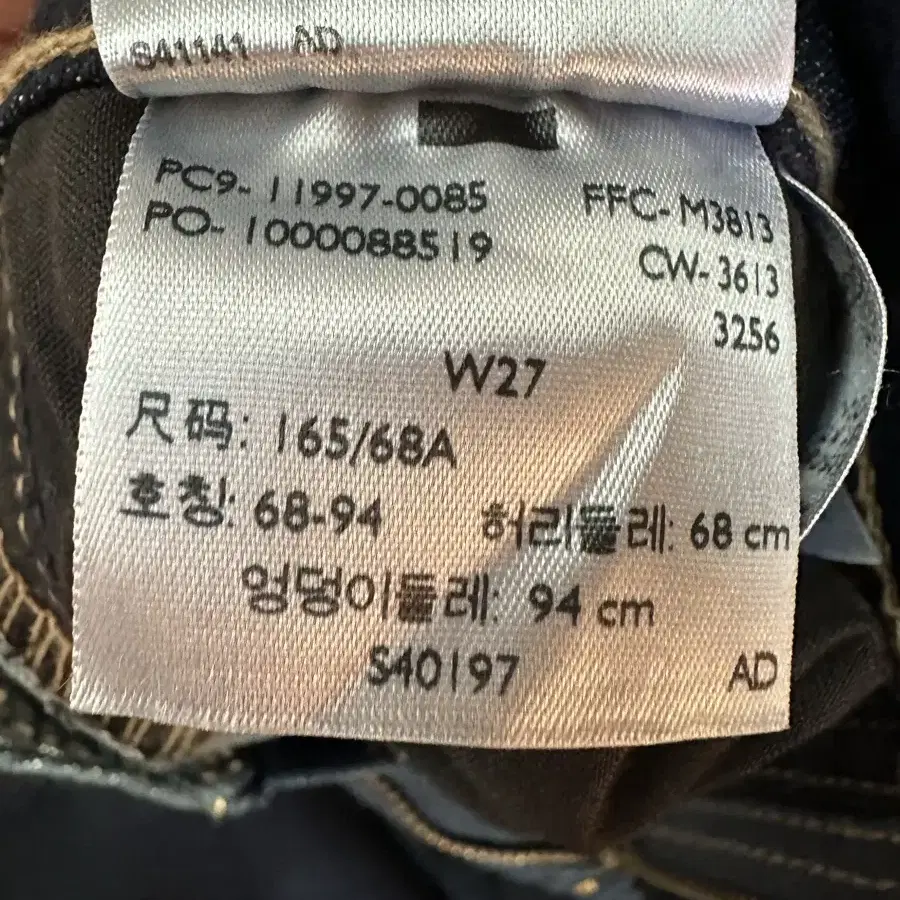 S41141 AD
PC9- 11997-0085 FFC- M3813
PO- 1000088519 CW- 3613
3256
W27
尺码: 165/68A
호칭: 68-94 허리둘레: 68 cm
엉덩이둘레: 94 cm
S40197 AD